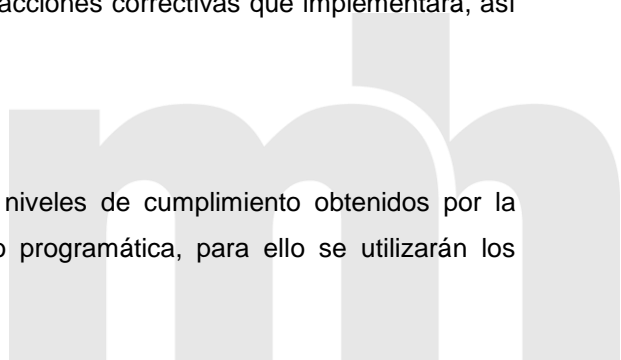 acciones correctivas que implementará, así
niveles de cumplimiento obtenidos por la
programática, para ello se utilizarán los